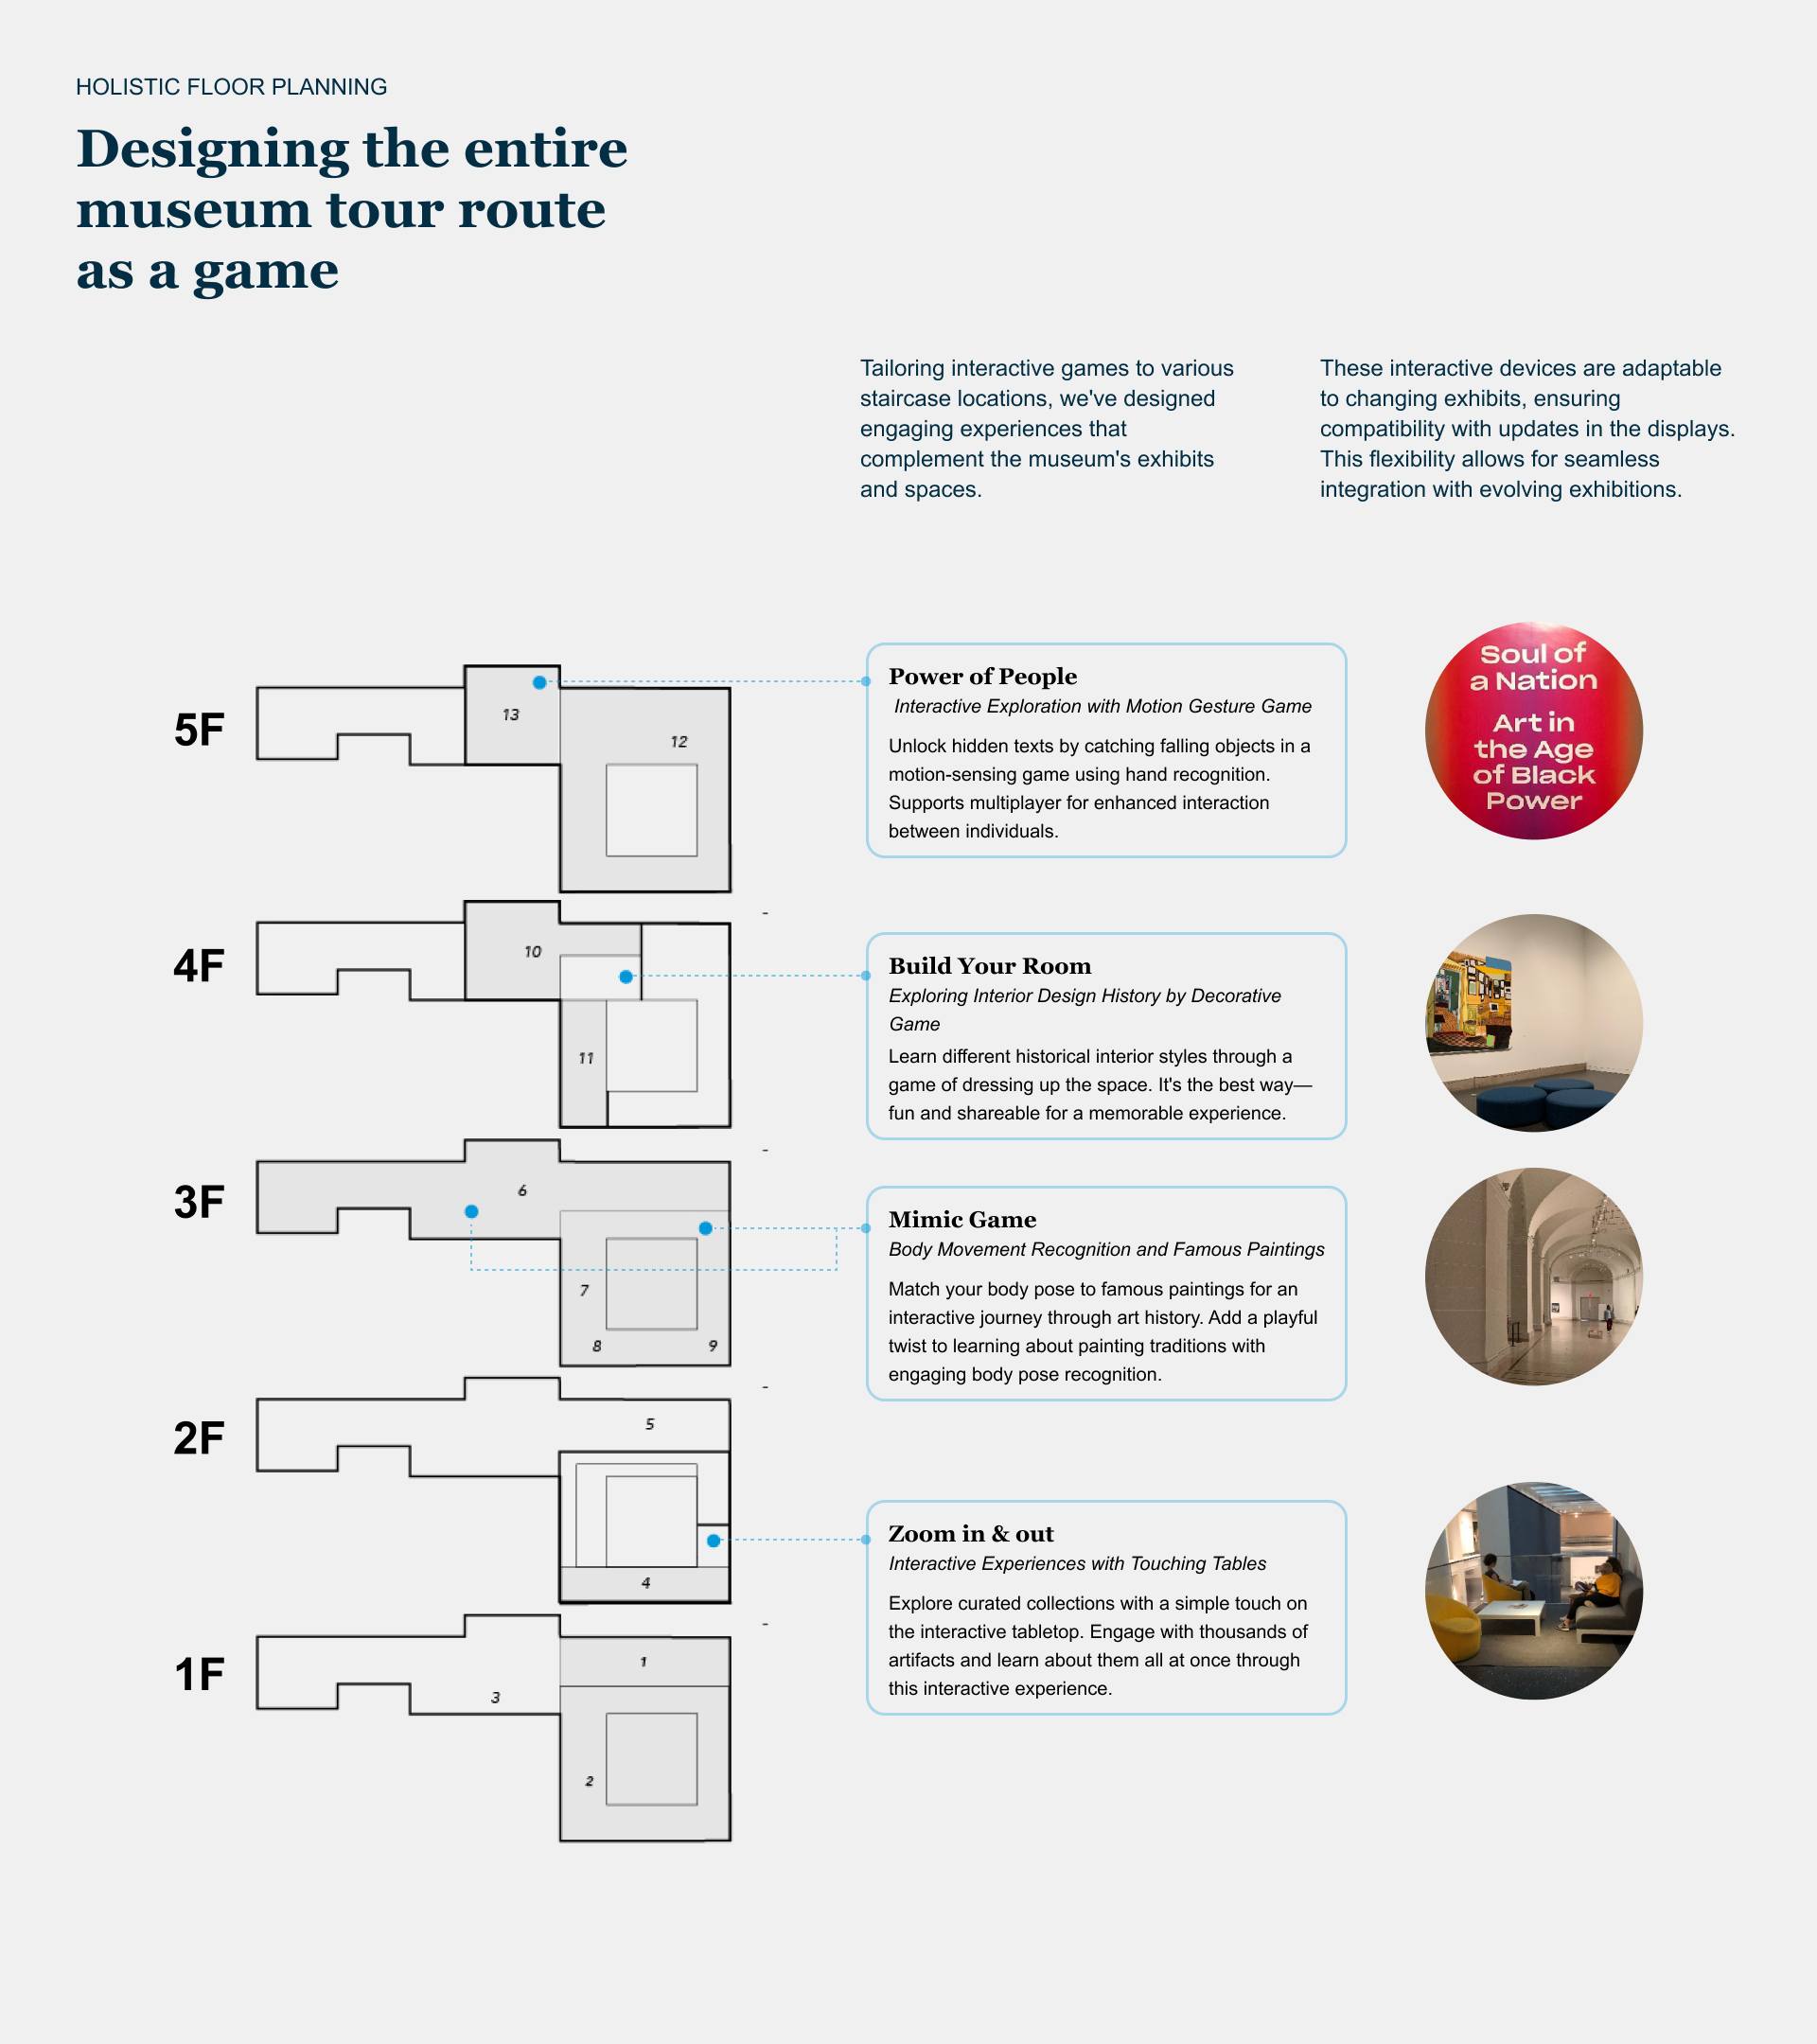 HOLISTIC FLOOR PLANNING
Designing the entire
museum tour route
as a game
Tailoring interactive games to various
staircase locations, we've designed
engaging experiences that
complement the museum's exhibits
and spaces.
These interactive devices are adaptable
to changing exhibits, ensuring
compatibility with updates in the displays.
This flexibility allows for seamless
integration with evolving exhibitions.
5F
13
12
Power of People
Interactive Exploration with Motion Gesture Game
Unlock hidden texts by catching falling objects in a
motion-sensing game using hand recognition.
Supports multiplayer for enhanced interaction
between individuals.
Soul of
a Nation
Art in
the Age
of Black
Power
-
4F
10
11
Build Your Room
Exploring Interior Design History by Decorative
Game
Learn different historical interior styles through a
game of dressing up the space. It's the best way—
fun and shareable for a memorable experience.
-
3F
6
7
8
9
Mimic Game
Body Movement Recognition and Famous Paintings
Match your body pose to famous paintings for an
interactive journey through art history. Add a playful
twist to learning about painting traditions with
engaging body pose recognition.
-
2F
5
4
Zoom in & out
Interactive Experiences with Touching Tables
Explore curated collections with a simple touch on
the interactive tabletop. Engage with thousands of
artifacts and learn about them all at once through
this interactive experience.
-
1F
1
3
2